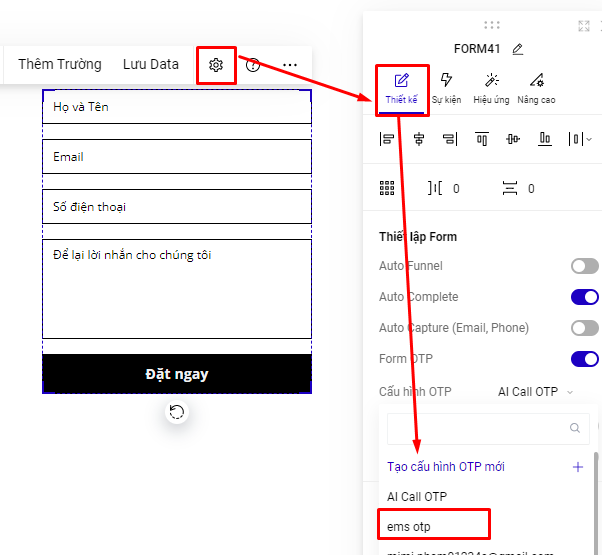 FORM41
Thêm Trường
Lưu Data
Thiết kế
Sự kiện
Hiệu ứng
Nâng cao
Họ và Tên
Email
Số điện thoại
Để lại lời nhắn cho chúng tôi
Đặt ngay
0
0
Thiết lập Form
Auto Funnel
Auto Complete
Auto Capture (Email, Phone)
Form OTP
Cấu hình OTP
AI Call OTP
Tạo cấu hình OTP mới
AI Call OTP
ems otp